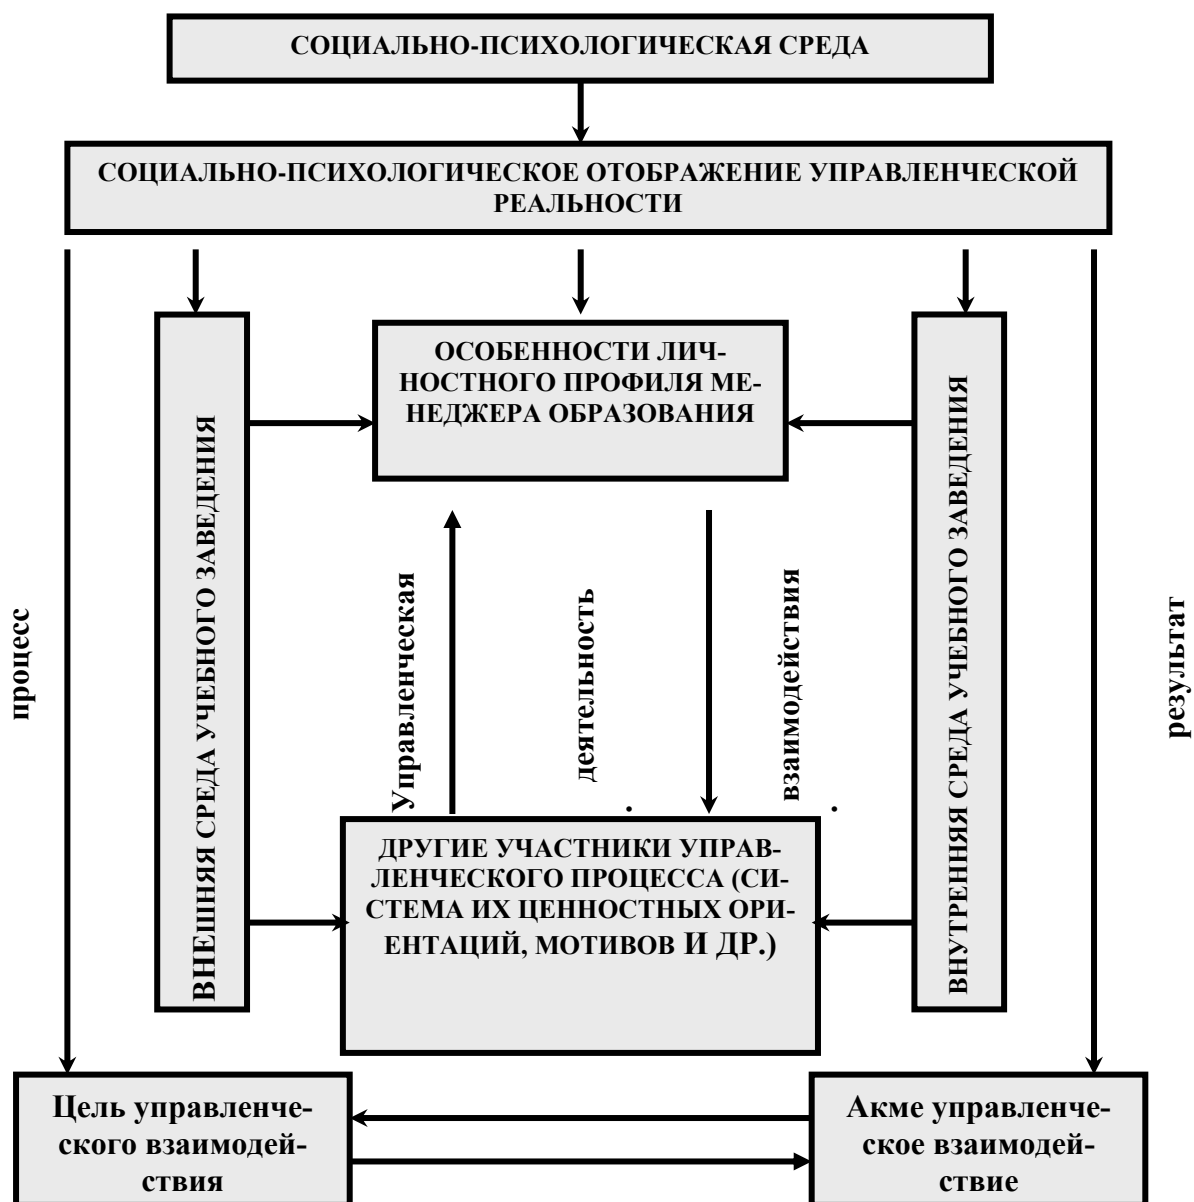 СОЦИАЛЬНО-ПСИХОЛОГИЧЕСКАЯ СРЕДА
СОЦИАЛЬНО-ПСИХОЛОГИЧЕСКОЕ ОТОБРАЖЕНИЕ УПРАВЛЕНЧЕСКОЙ
РЕАЛЬНОСТИ
процесс
ВНЕШНЯЯ СРЕДА УЧЕБНОГО ЗАВЕДЕНИЯ
ОСОБЕННОСТИ ЛИЧ-
НОСТНОГО ПРОФИЛЯ МЕ-
НЕДЖЕРА ОБРАЗОВАНИЯ
Управленческая
деятельность
.
взаимодействия
.
ДРУГИЕ УЧАСТНИКИ УПРАВ-
ЛЕНЧЕСКОГО ПРОЦЕССА (СИ-
СТЕМА ИХ ЦЕННОСТНЫХ ОРИ-
ЕНТАЦИЙ, МОТИВОВ И ДР.)
ВНУТРЕННЯЯ СРЕДА УЧЕБНОГО ЗАВЕДЕНИЯ
результат
Цель управленче-
ского взаимодей-
ствия
Акме управленче-
ское взаимодей-
ствие